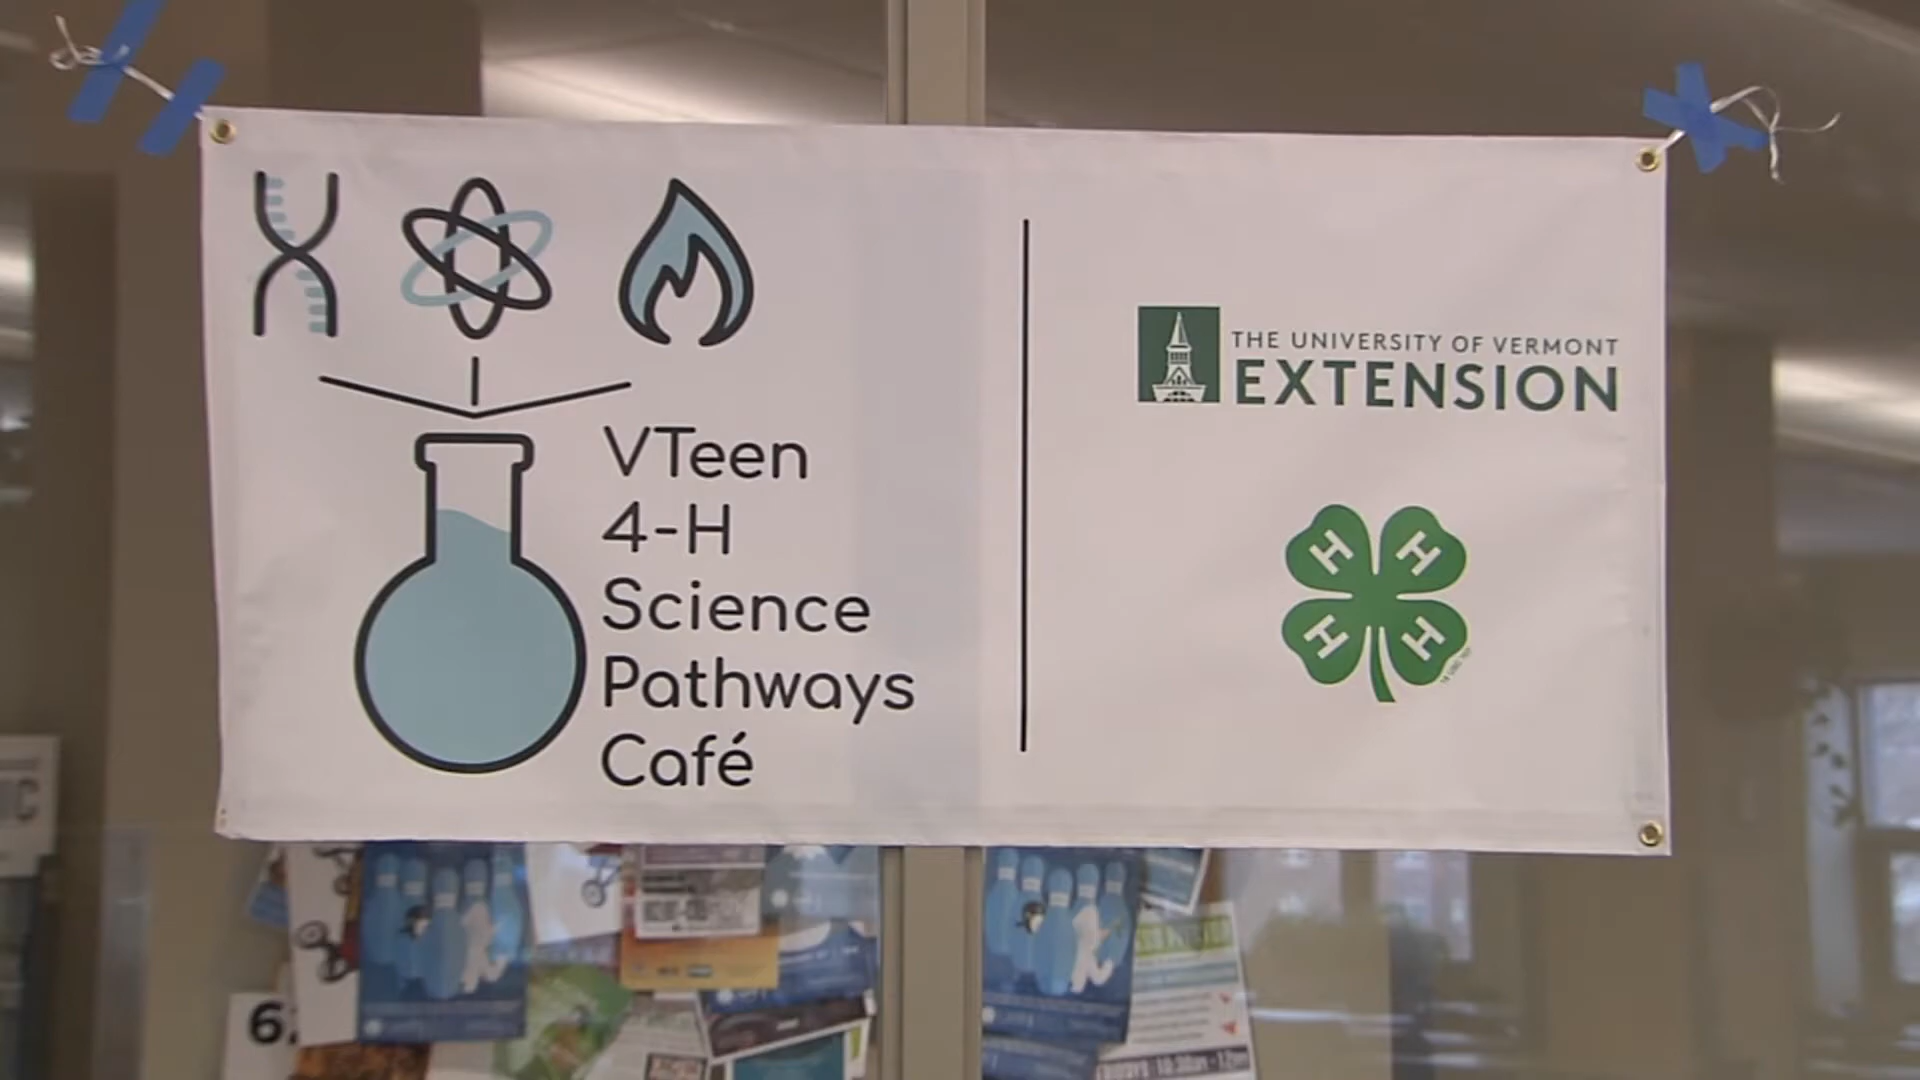 VTeen
4-H
Science
Pathways
Café
THE UNIVERSITY OF VERMONT
EXTENSION
H H
H H